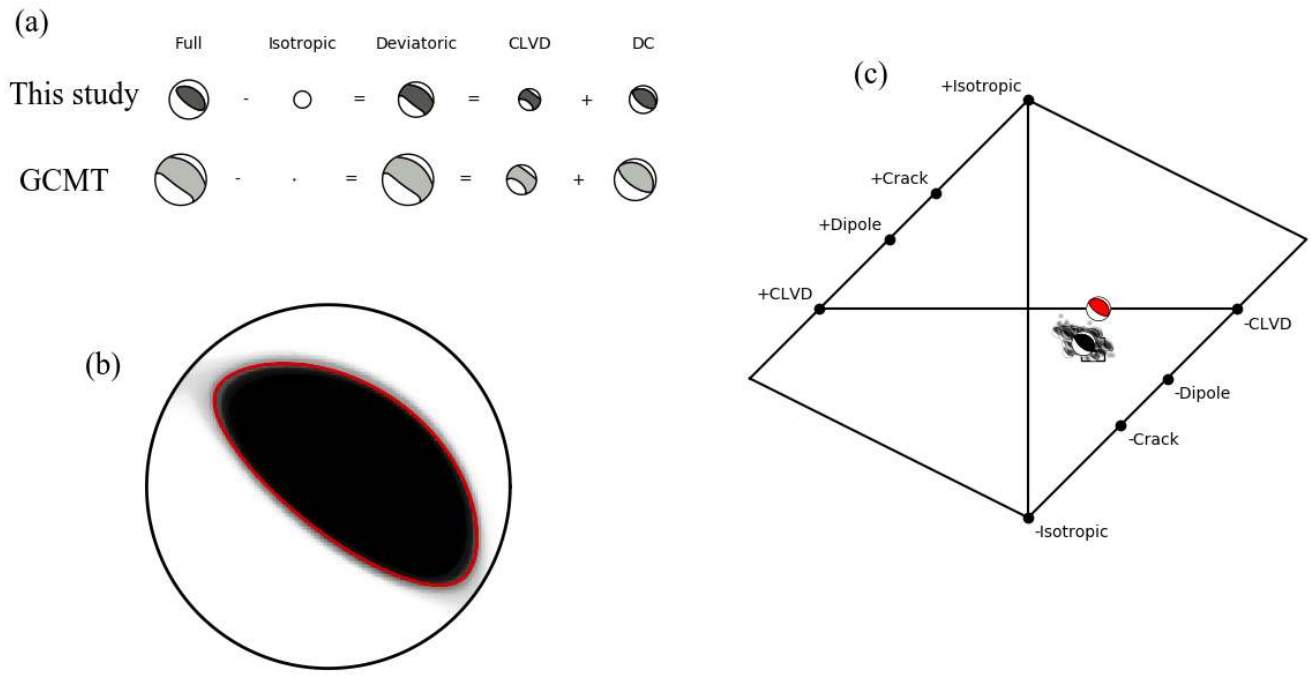 (a)
Full Isotropic Deviatoric CLVD DC
This study - = = +
GCMT - = = +
(b)
(c)
+Isotropic
+Crack
+Dipole
+CLVD
-CLVD
-Dipole
-Crack
-Isotropic